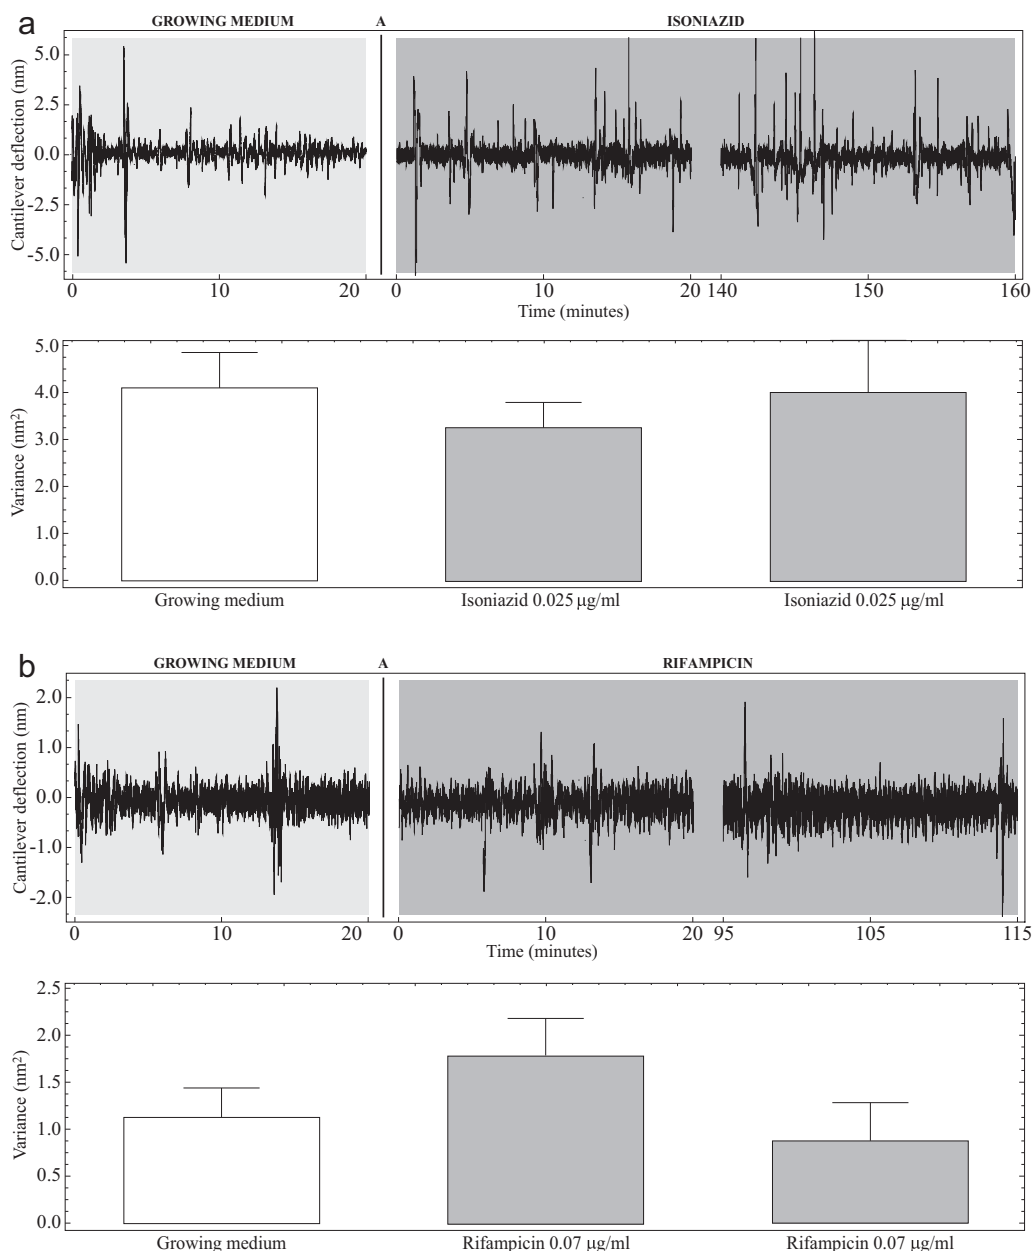 a
GROWING MEDIUM A ISONIAZID
Cantilever deflection (nm)
5.0
2.5
0.0
-2.5
-5.0
0 10 20 0 10 20 140 150 160
Time (minutes)
Variance (nm²)
5.0
4.0
3.0
2.0
1.0
0.0
Growing medium Isoniazid 0.025 µg/ml Isoniazid 0.025 µg/ml
b
GROWING MEDIUM A RIFAMPICIN
Cantilever deflection (nm)
2.0
1.0
0.0
-1.0
-2.0
0 10 20 0 10 20 95 105 115
Time (minutes)
Variance (nm²)
2.5
2.0
1.5
1.0
0.5
0.0
Growing medium Rifampicin 0.07 µg/ml Rifampicin 0.07 µg/ml